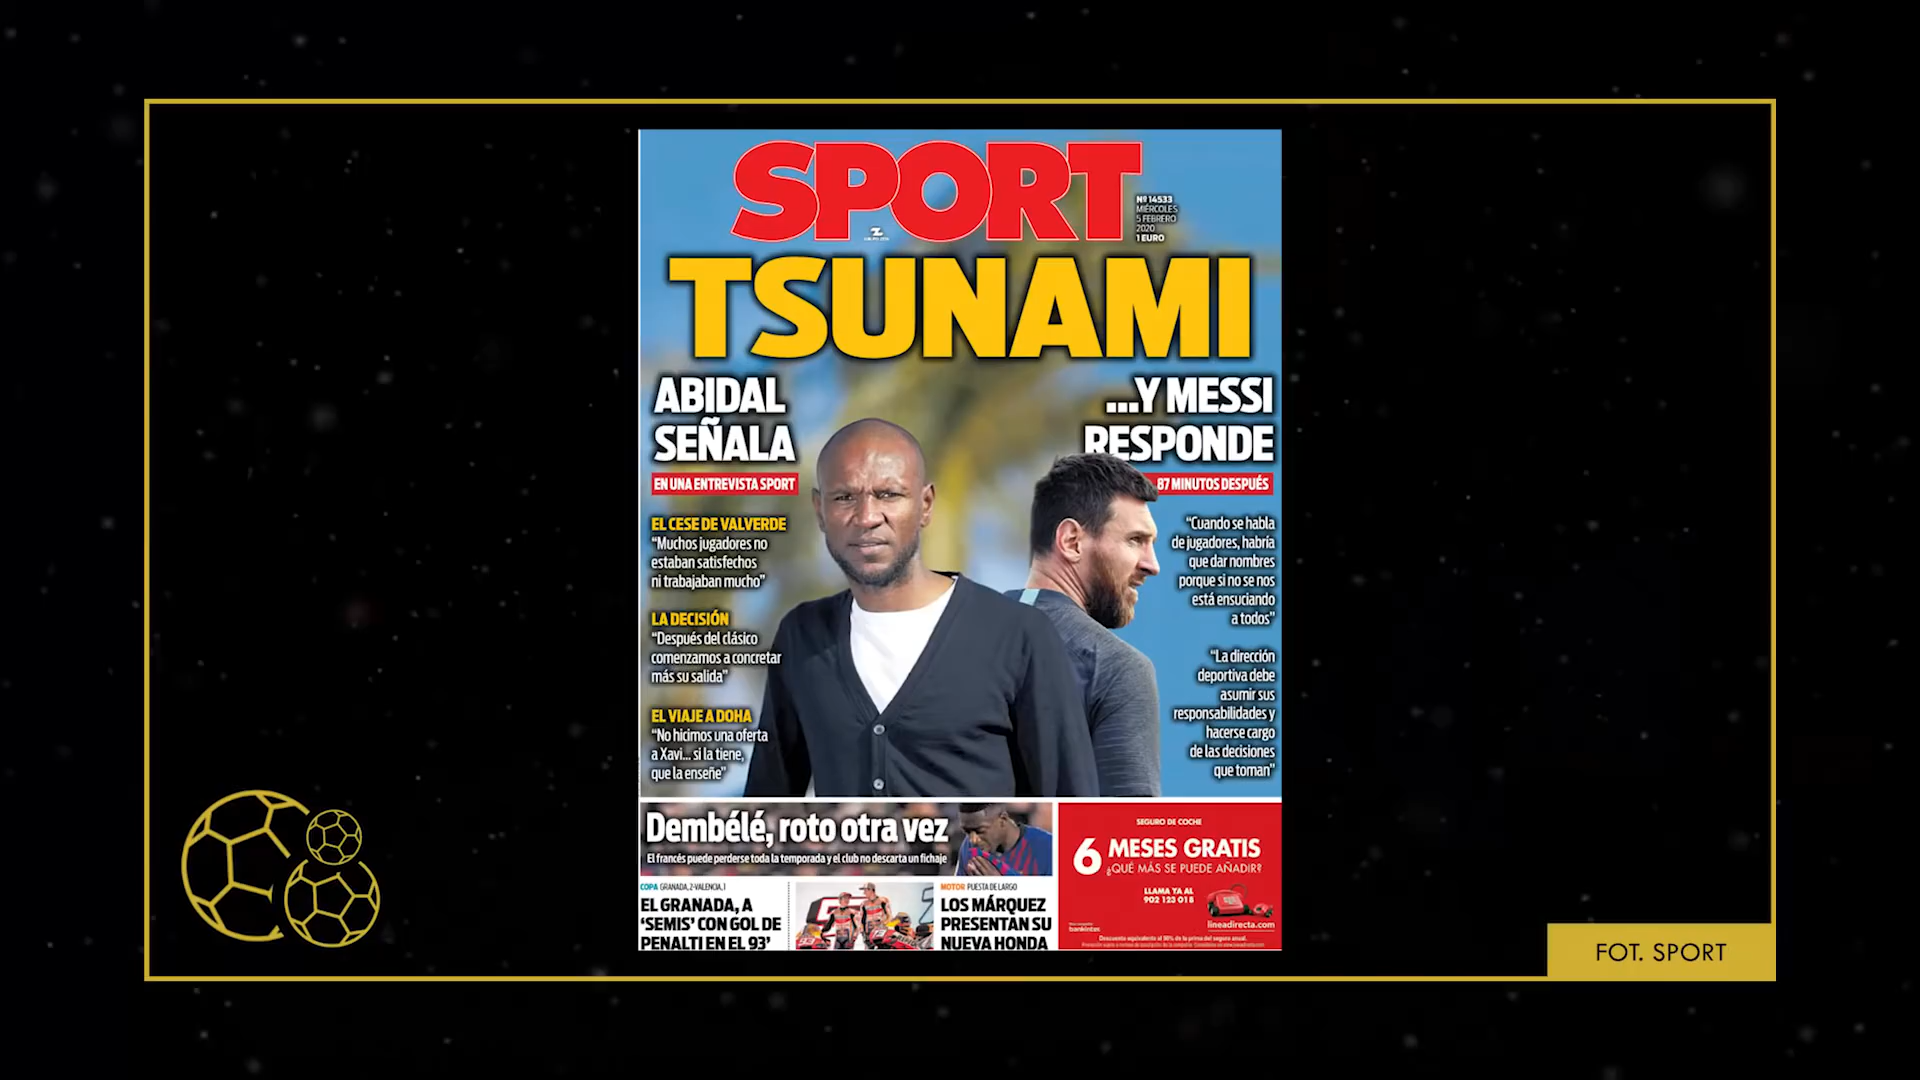 SPORT
Nº 14533
MIÉRCOLES
5 FEBRERO
2020
1 EURO
TSUNAMI
ABIDAL
SEÑALA
EN UNA ENTREVISTA SPORT
EL CESE DE VALVERDE
“Muchos jugadores no
estaban satisfechos
ni trabajaban mucho”
LA DECISIÓN
“Después del clásico
comenzamos a concretar
más su salida”
EL VIAJE A DOHA
“No hicimos una oferta
a Xavi... si la tiene,
que la enseñe”
...Y MESSI
RESPONDE
87 MINUTOS DESPUÉS
“Cuando se habla
de jugadores, habría
que dar nombres
porque si no se nos
está ensuciando
a todos”
“La dirección
deportiva debe
asumir sus
responsabilidades y
hacerse cargo
de las decisiones
que toman”
Dembélé, roto otra vez
El francés puede perderse toda la temporada y el club no descarta un fichaje
COPA GRANADA, 2-VALENCIA, 1
EL GRANADA, A
‘SEMIS’ CON GOL DE
PENALTI EN EL 93’
93
MOTOR PUESTA DE LARGO
LOS MÁRQUEZ
PRESENTAN SU
NUEVA HONDA
SEGURO DE COCHE
6 MESES GRATIS
¿QUÉ MÁS SE PUEDE AÑADIR?
LLAMA YA AL
902 123 018
lineadirecta.com
bankinter
FOT. SPORT